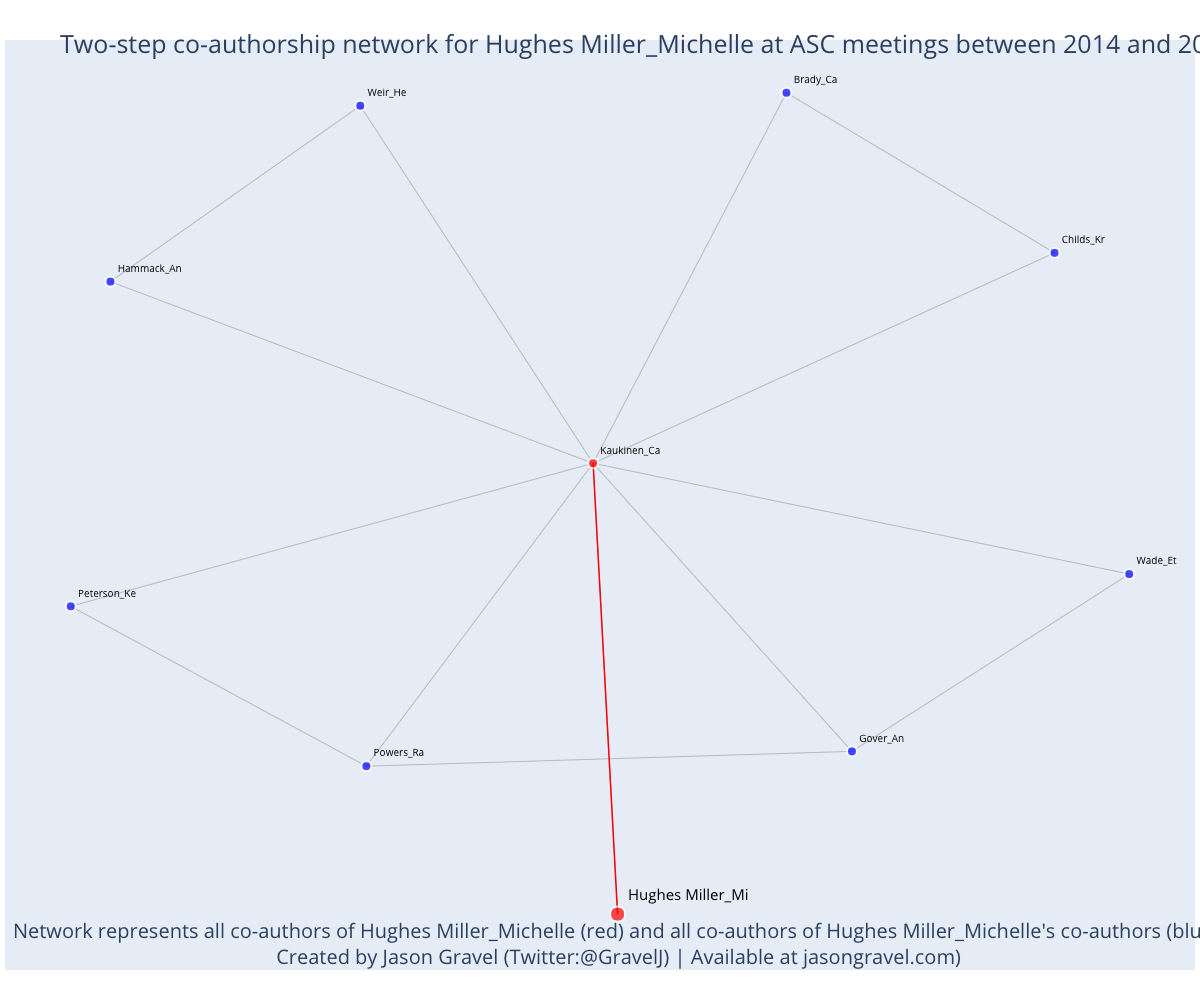 Two-step co-authorship network for Hughes Miller_Michelle at ASC meetings between 2014 and 20
Brady_Ca
Weir_He
Childs_Kr
Hammack_An
Kaukinen_Ca
Wade_Et
Peterson_Ke
Gover_An
Powers_Ra
Hughes Miller_Mi
Network represents all co-authors of Hughes Miller_Michelle (red) and all co-authors of Hughes Miller_Michelle's co-authors (blu
Created by Jason Gravel (Twitter:@GravelJ) | Available at jasongravel.com)